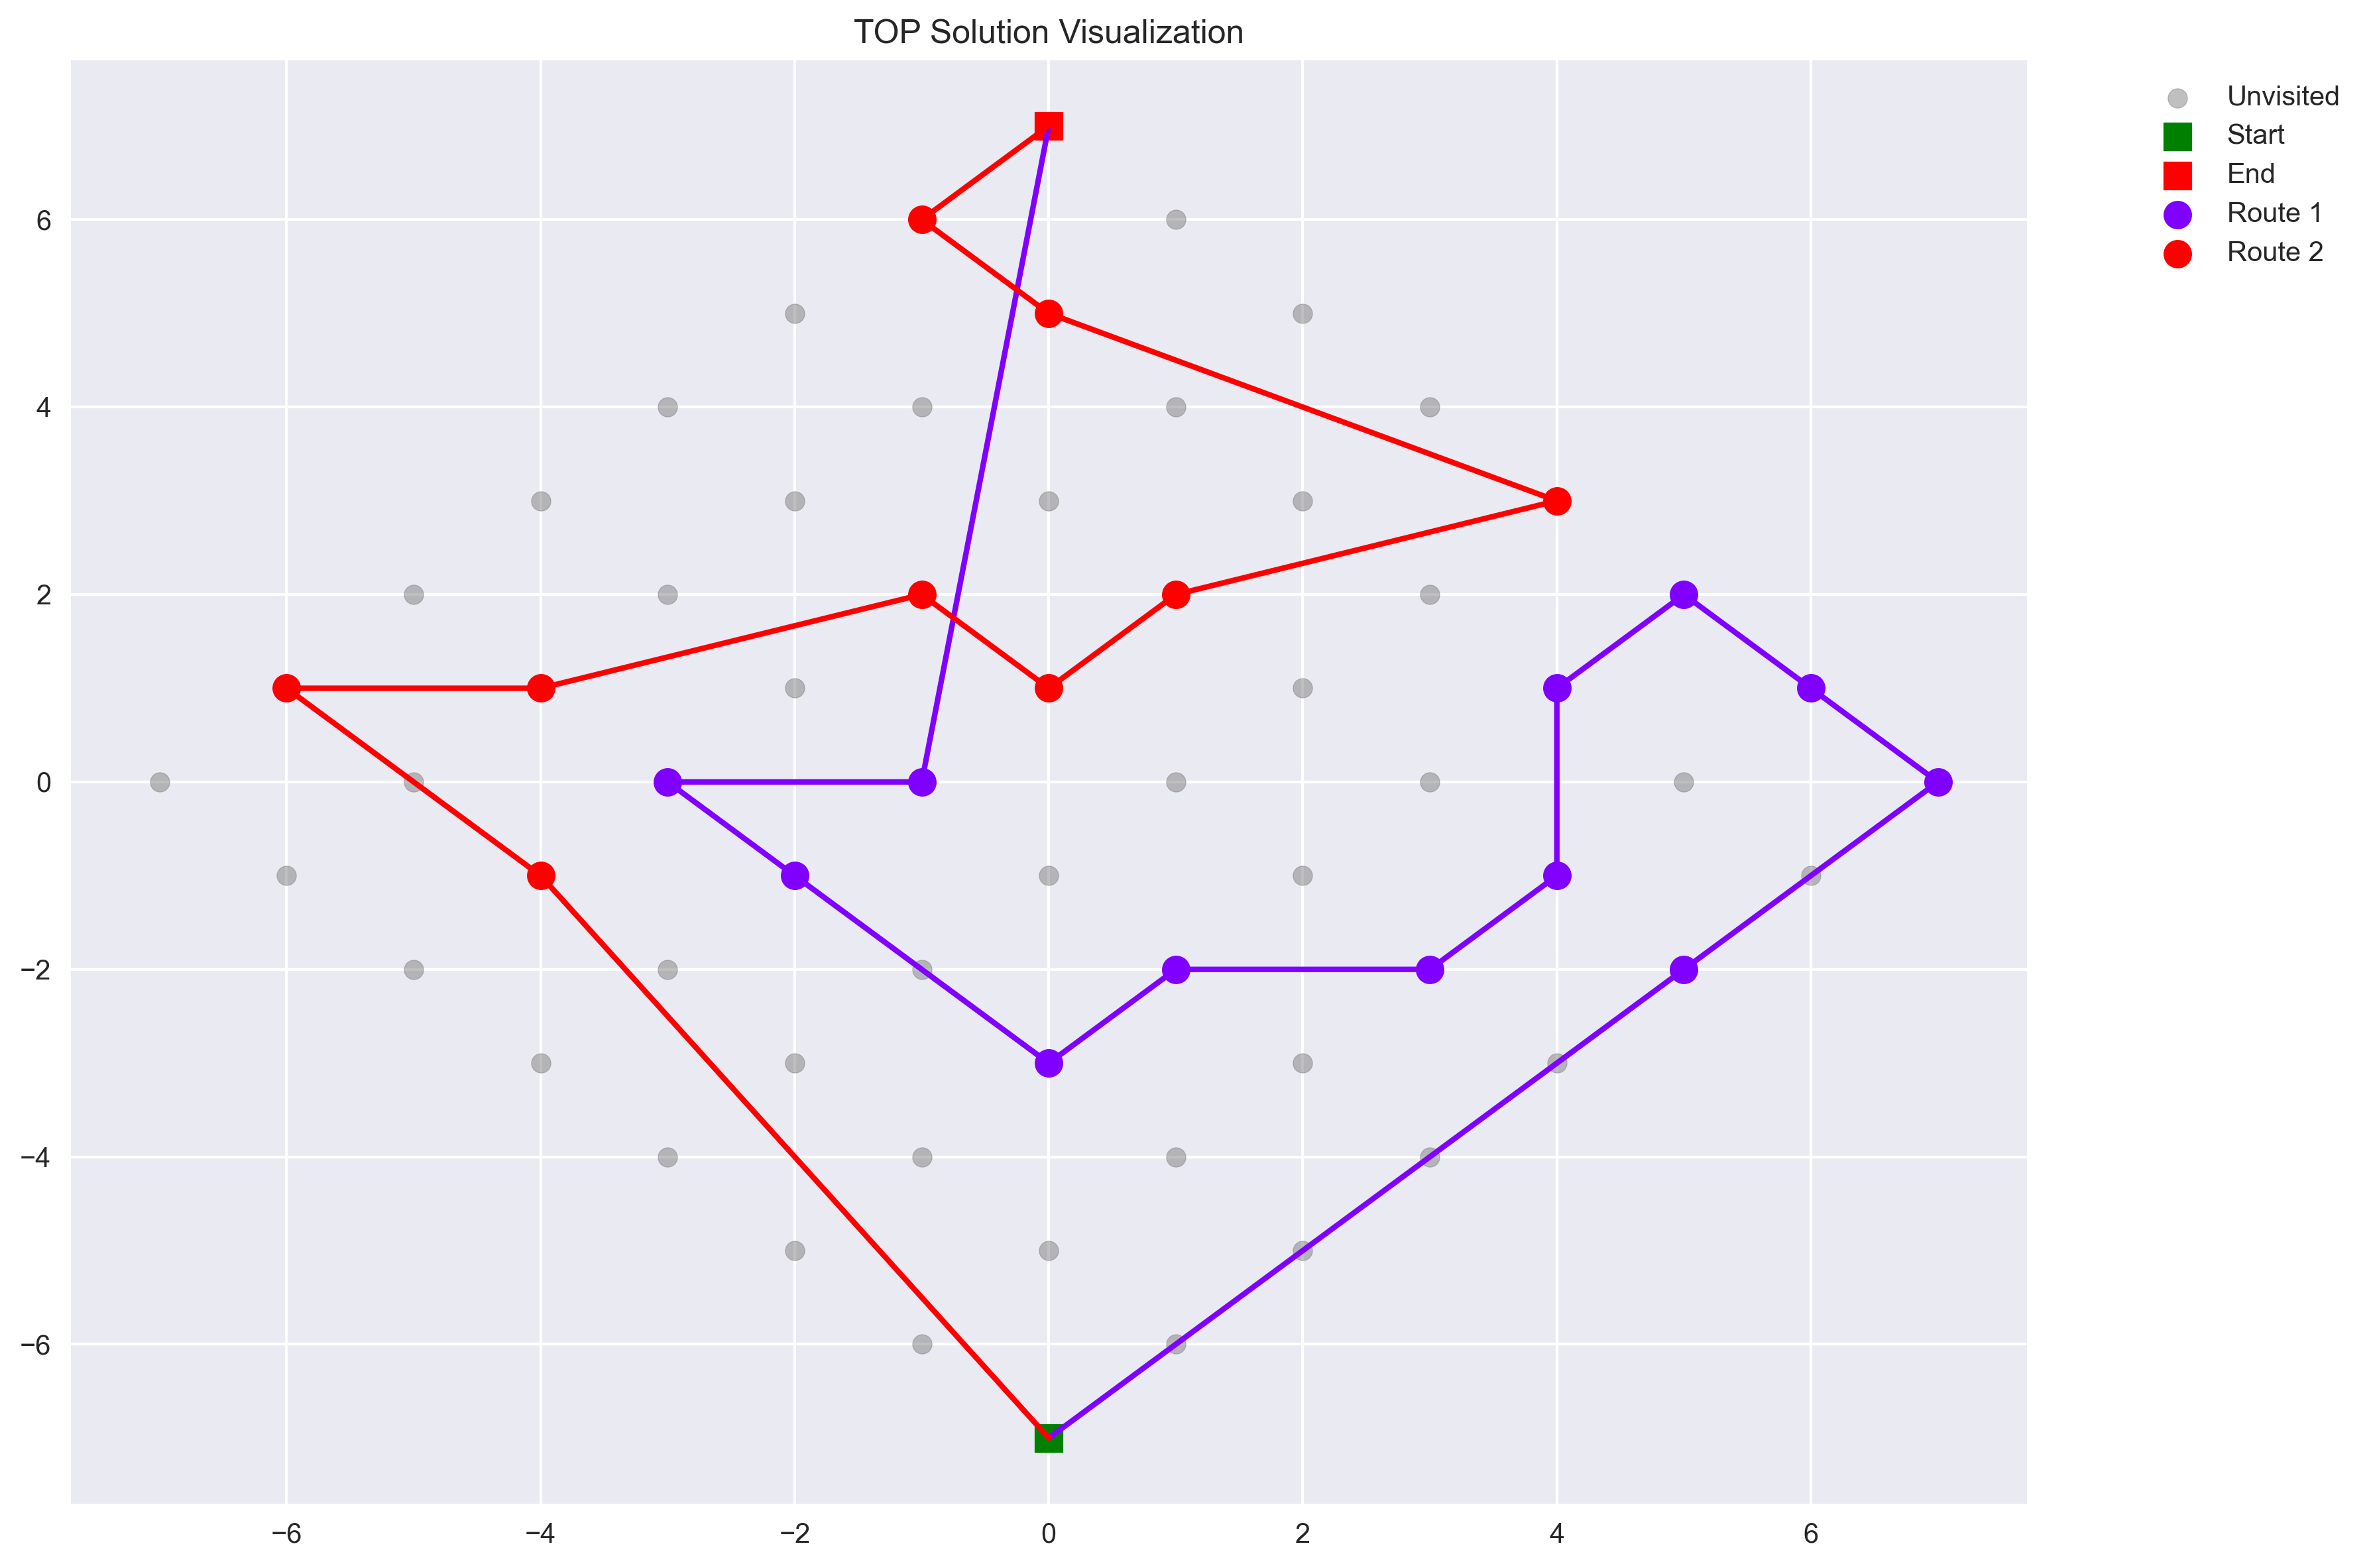 TOP Solution Visualization
Unvisited
Start
End
Route 1
Route 2
6
4
2
0
−2
−4
−6
−6 −4 −2 0 2 4 6